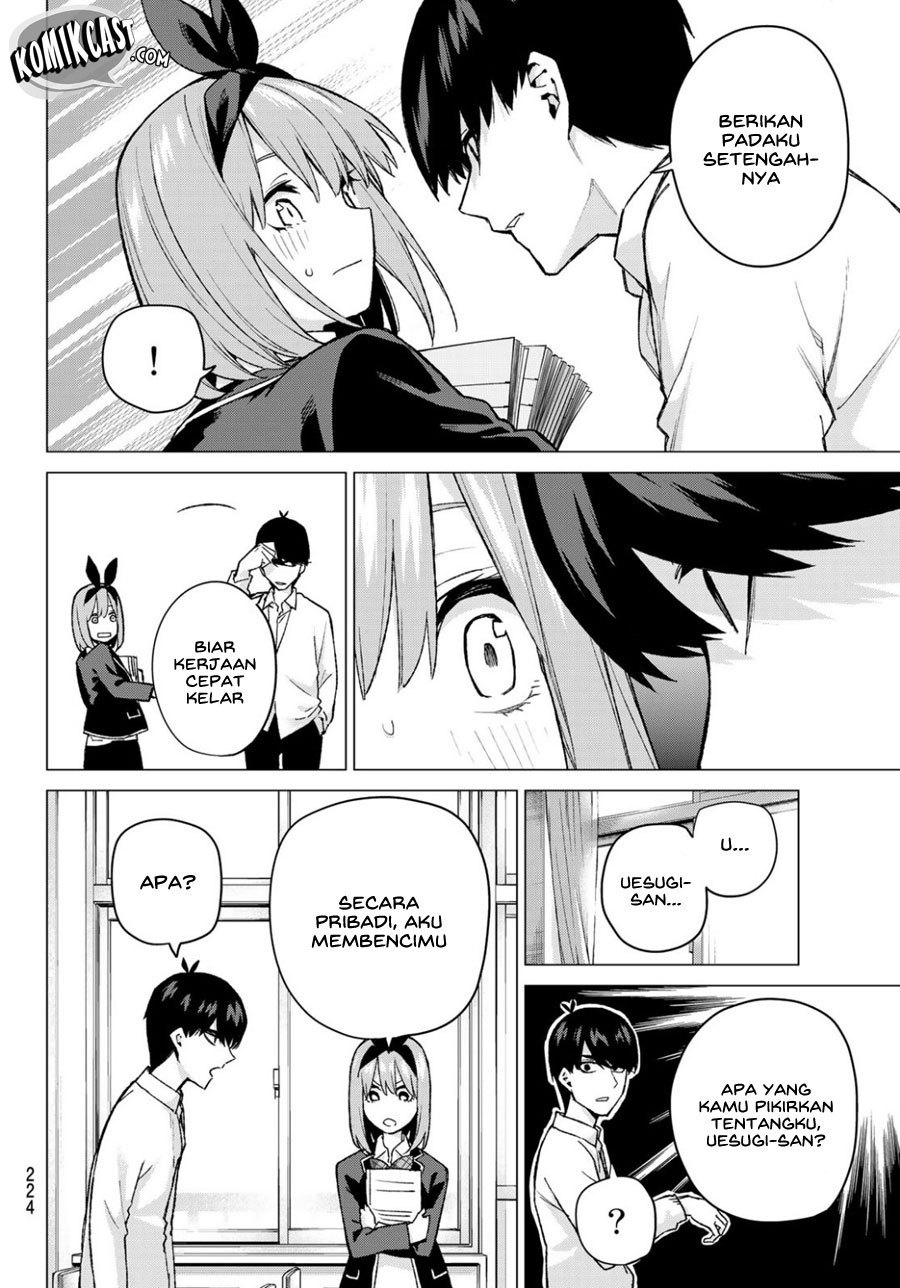 KOMIKCAST
.COM
BERIKAN
PADAKU
SETENGAH-
NYA
!
BIAR
KERJAAN
CEPAT
KELAR
U...
UESUGI-
SAN...
APA YANG
KAMU PIKIRKAN
TENTANGKU,
UESUGI-SAN?
?
SECARA
PRIBADI, AKU
MEMBENCIMU
APA?
224